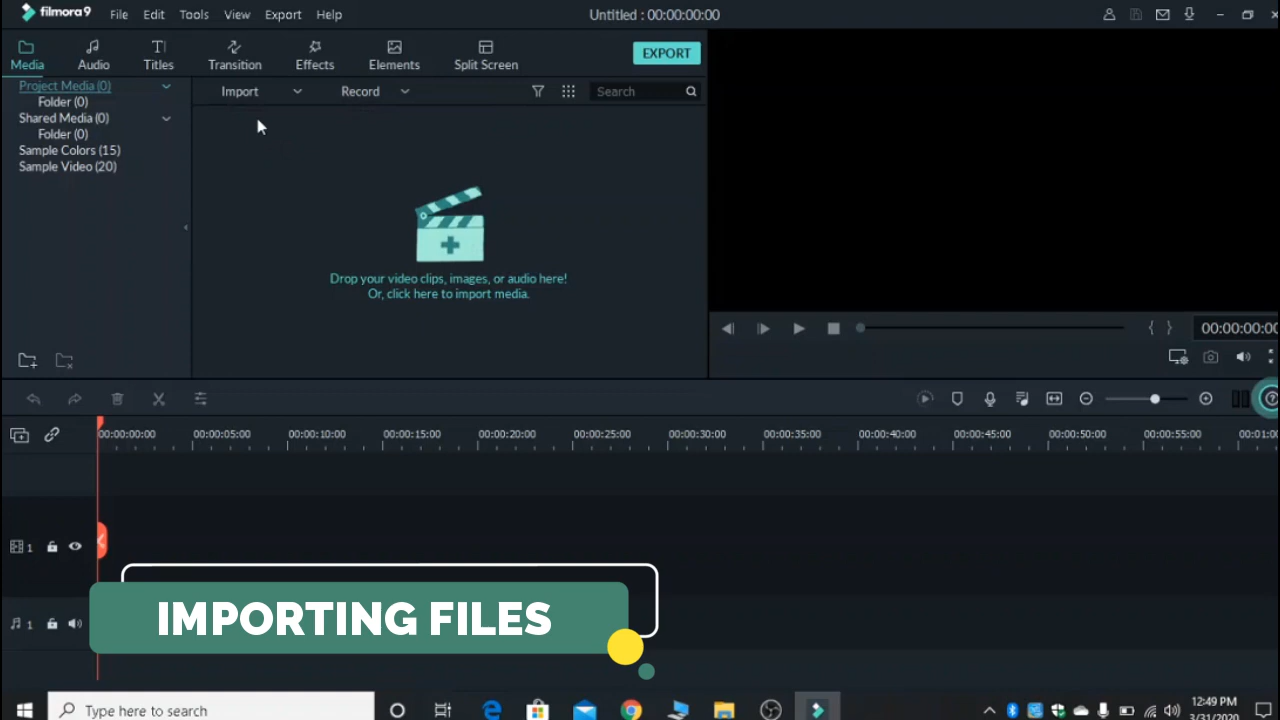 filmora9 File Edit Tools View Export Help Untitled : 00:00:00:00
Media Audio Titles Transition Effects Elements Split Screen EXPORT
Project Media (0) Import Record Search
Folder (0)
Shared Media (0)
Folder (0)
Sample Colors (15)
Sample Video (20)
Drop your video clips, images, or audio here!
Or, click here to import media.
00:00:00:00
00:00:00:00 00:00:05:00 00:00:10:00 00:00:15:00 00:00:20:00 00:00:25:00 00:00:30:00 00:00:35:00 00:00:40:00 00:00:45:00 00:00:50:00 00:00:55:00 00:01:0
1
IMPORTING FILES
1
Type here to search
12:49 PM
3/31/2020